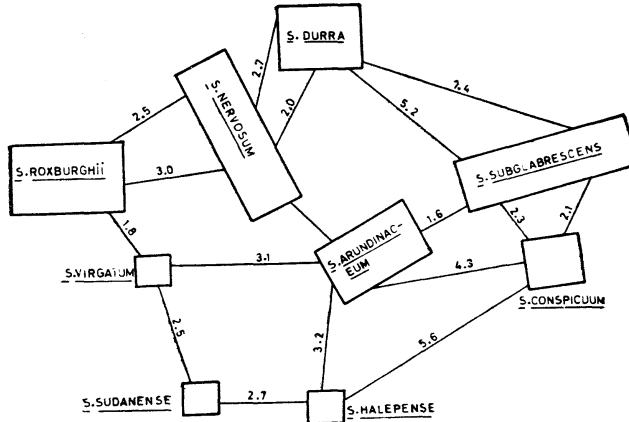 S. DURRA
S. NERVOSUM
2.7
2.0
7.4
5.2
2.5
S. ROXBURGHII
3.0
S. SUBGLABRESCENS
1.8
1.6
2.3
2.1
S. ARUNDINAC-
EUM
S. VIRGATUM
3.1
4.3
S. CONSPICUUM
2.5
3.2
5.6
S. SUDANENSE
2.7
S. HALEPENSE